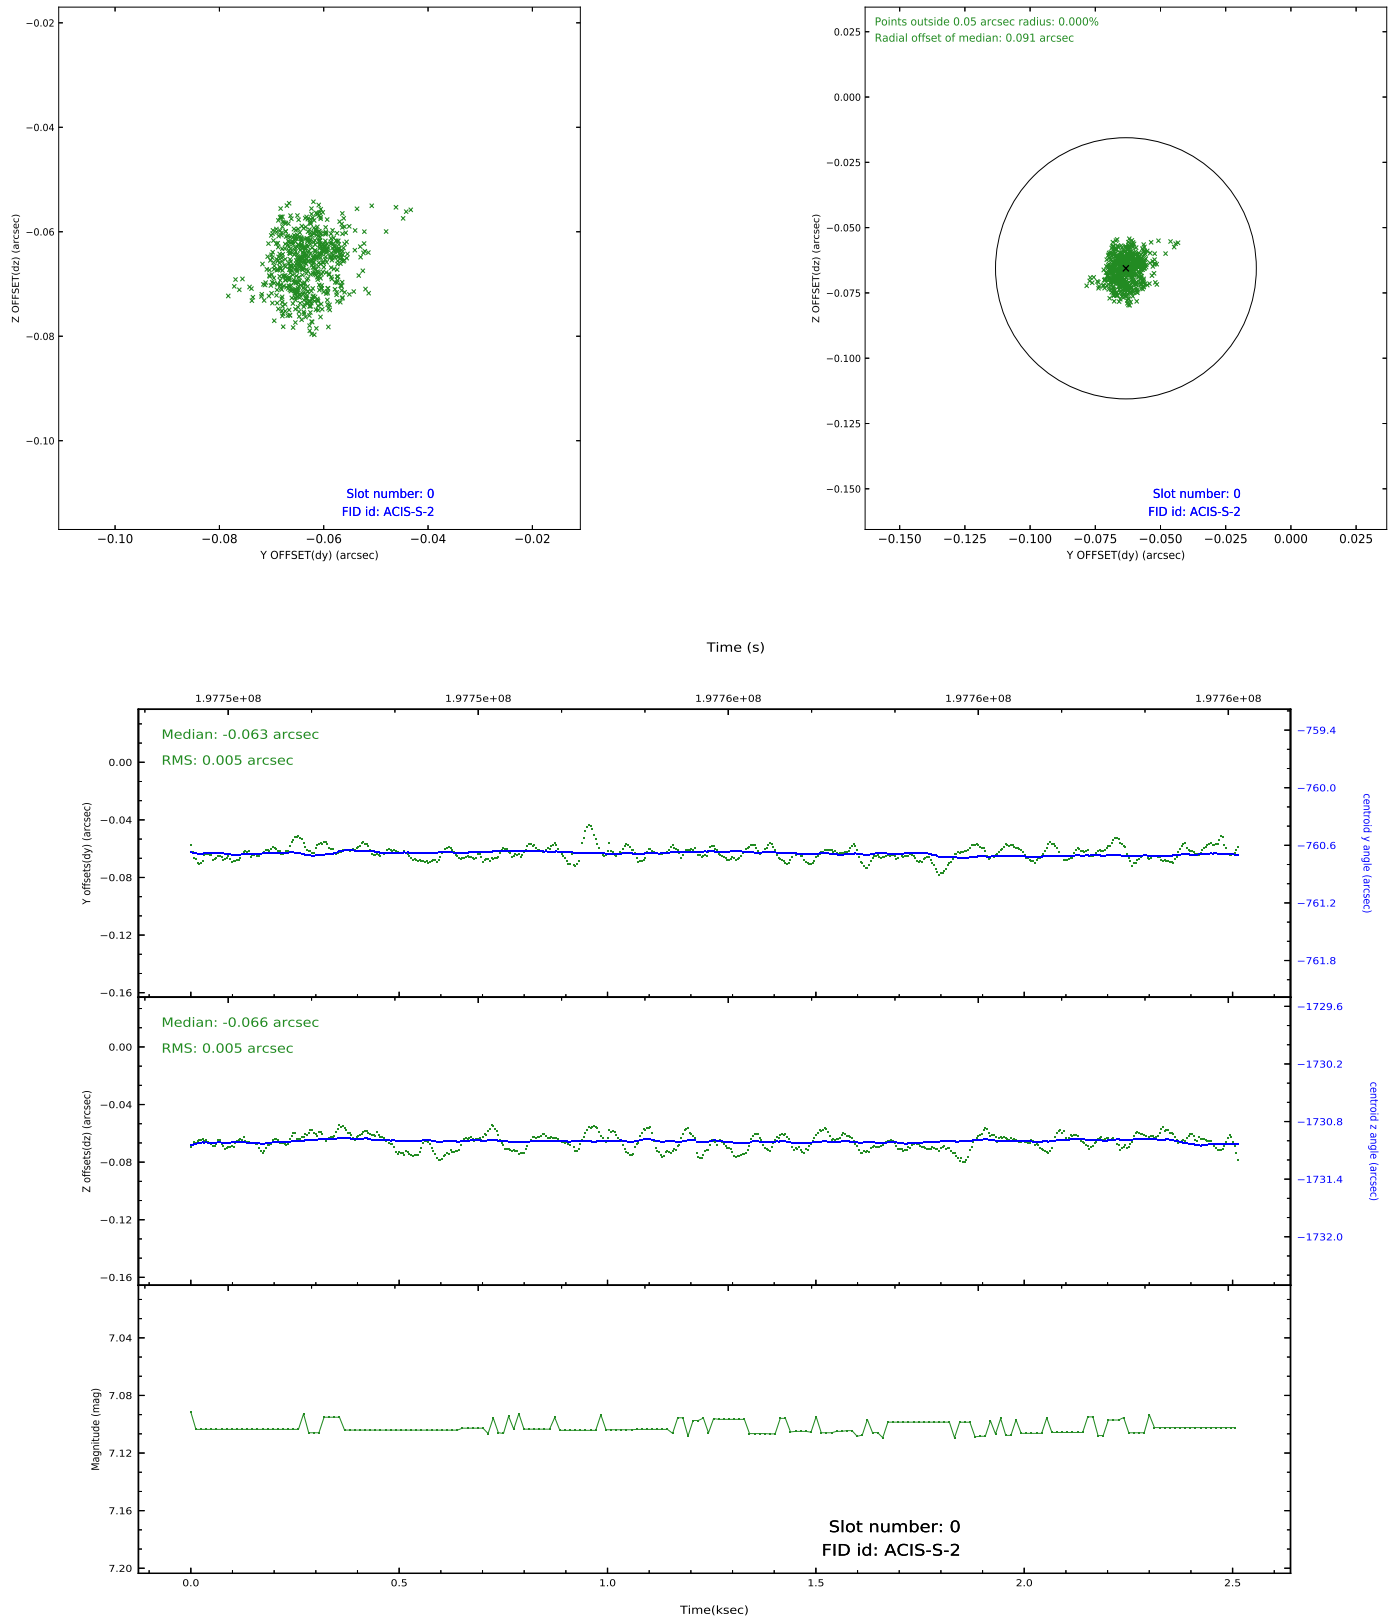 −0.02
−0.04
−0.06
−0.08
−0.10
Z OFFSET(dz) (arcsec)
Slot number: 0
FID id: ACIS-S-2
−0.10 −0.08 −0.06 −0.04 −0.02
Y OFFSET(dy) (arcsec)
Points outside 0.05 arcsec radius: 0.000%
Radial offset of median: 0.091 arcsec
0.025
0.000
−0.025
−0.050
−0.075
−0.100
−0.125
−0.150
Z OFFSET(dz) (arcsec)
Slot number: 0
FID id: ACIS-S-2
−0.150 −0.125 −0.100 −0.075 −0.050 −0.025 0.000 0.025
Y OFFSET(dy) (arcsec)
Time (s)
1.9775e+08 1.9775e+08 1.9776e+08 1.9776e+08 1.9776e+08
Median: -0.063 arcsec
RMS: 0.005 arcsec
0.00
−0.04
−0.08
−0.12
−0.16
Y offsets(dy) (arcsec)
−759.4
−760.0
−760.6
−761.2
−761.8
centroid y angle (arcsec)
Median: -0.066 arcsec
RMS: 0.005 arcsec
0.00
−0.04
−0.08
−0.12
−0.16
Z offsets(dz) (arcsec)
−1729.6
−1730.2
−1730.8
−1731.4
−1732.0
centroid z angle (arcsec)
7.04
7.08
7.12
7.16
7.20
Magnitude (mag)
Slot number: 0
FID id: ACIS-S-2
0.0 0.5 1.0 1.5 2.0 2.5
Time(ksec)